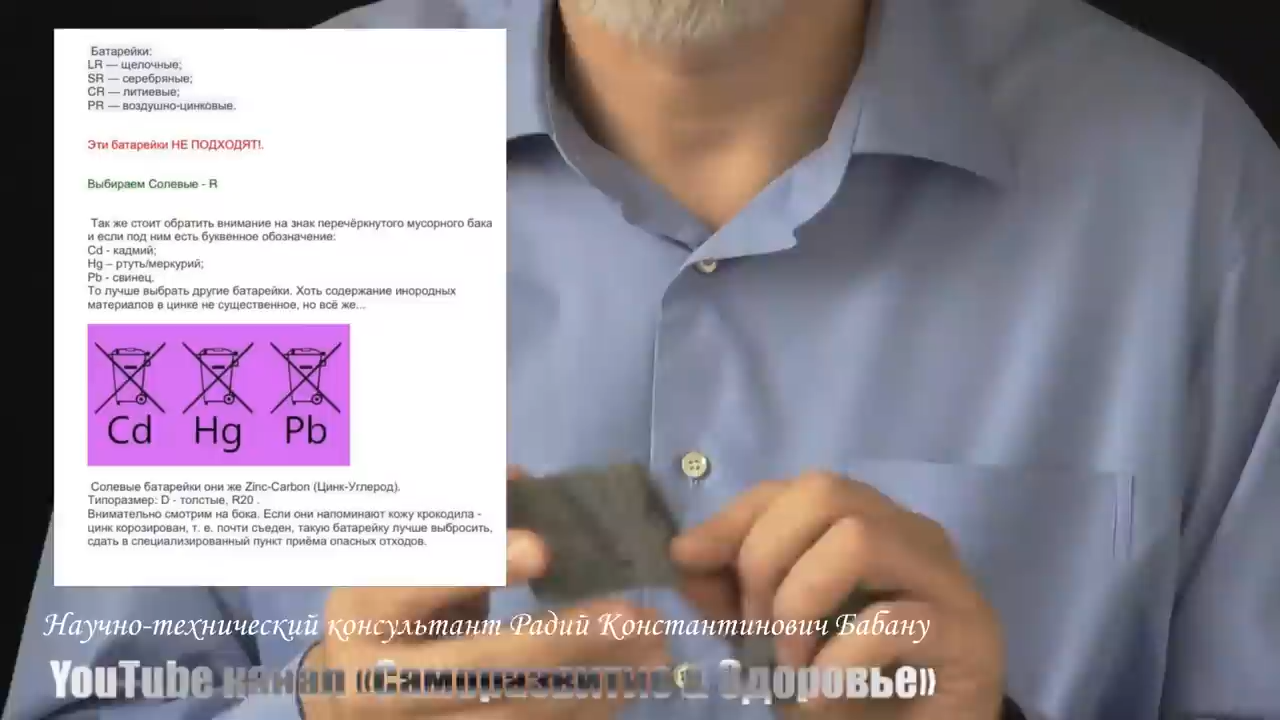 Батарейки:
LR — щелочные;
SR — серебряные;
CR — литиевые;
PR — воздушно-цинковые.
Эти батарейки НЕ ПОДХОДЯТ!.
Выбираем Солевые - R
Так же стоит обратить внимание на знак перечёркнутого мусорного бака
и если под ним есть буквенное обозначение:
Cd - кадмий;
Hg – ртуть/меркурий;
Pb - свинец,
То лучше выбрать другие батарейки. Хоть содержание инородных
материалов в цинке не существенное, но всё же...
Cd Hg Pb
Солевые батарейки они же Zinc-Carbon (Цинк-Углерод).
Типоразмер: D - толстые, R20 .
Внимательно смотрим на бока. Если они напоминают кожу крокодила -
цинк корозирован, т. е. почти съеден, такую батарейку лучше выбросить,
сдать в специализированный пункт приёма опасных отходов.
Научно-технический консультант Радий Константинович Бабану
YouTube канал «Саморазвитие & Здоровье»